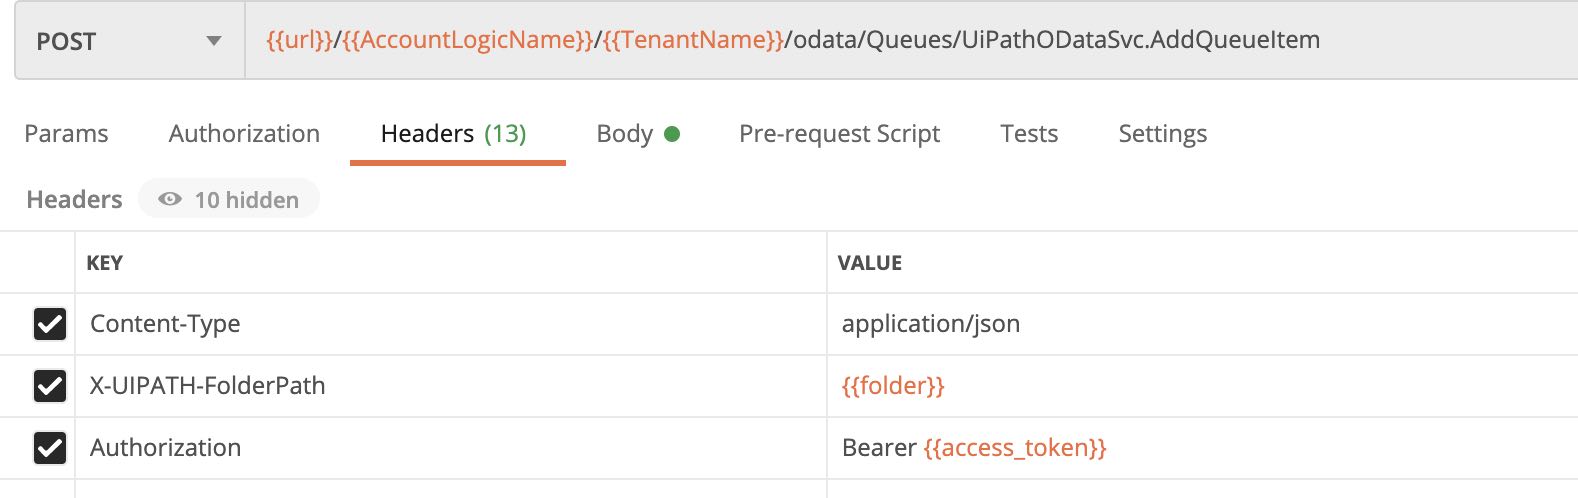 POST {{url}}/{{AccountLogicName}}/{{TenantName}}/odata/Queues/UiPathODataSvc.AddQueueItem
Params Authorization Headers (13) Body Pre-request Script Tests Settings
Headers 10 hidden
KEY VALUE
Content-Type application/json
X-UIPATH-FolderPath {{folder}}
Authorization Bearer {{access_token}}